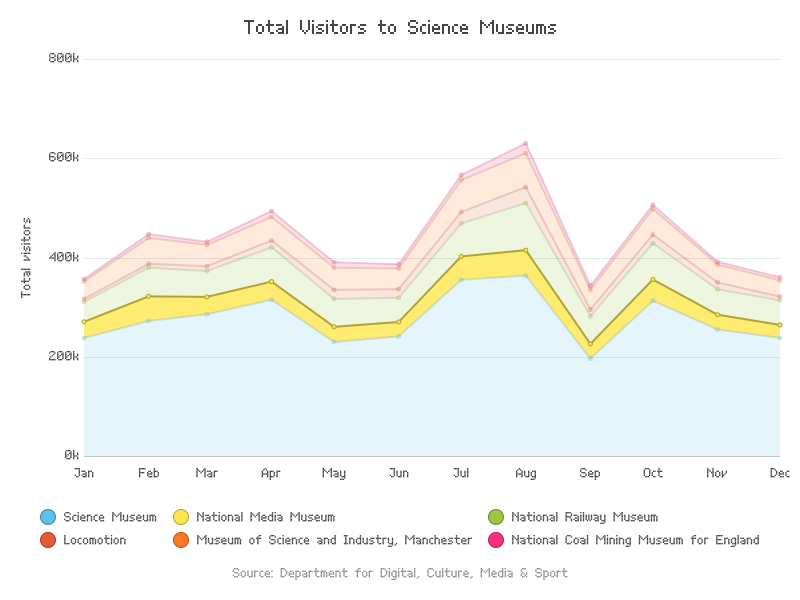 Total Visitors to Science Museums
800k
600k
400k
200k
0k
Total visitors
Jan Feb Mar Apr May Jun Jul Aug Sep Oct Nov Dec
Science Museum National Media Museum National Railway Museum
Locomotion Museum of Science and Industry, Manchester National Coal Mining Museum for England
Source: Department for Digital, Culture, Media & Sport